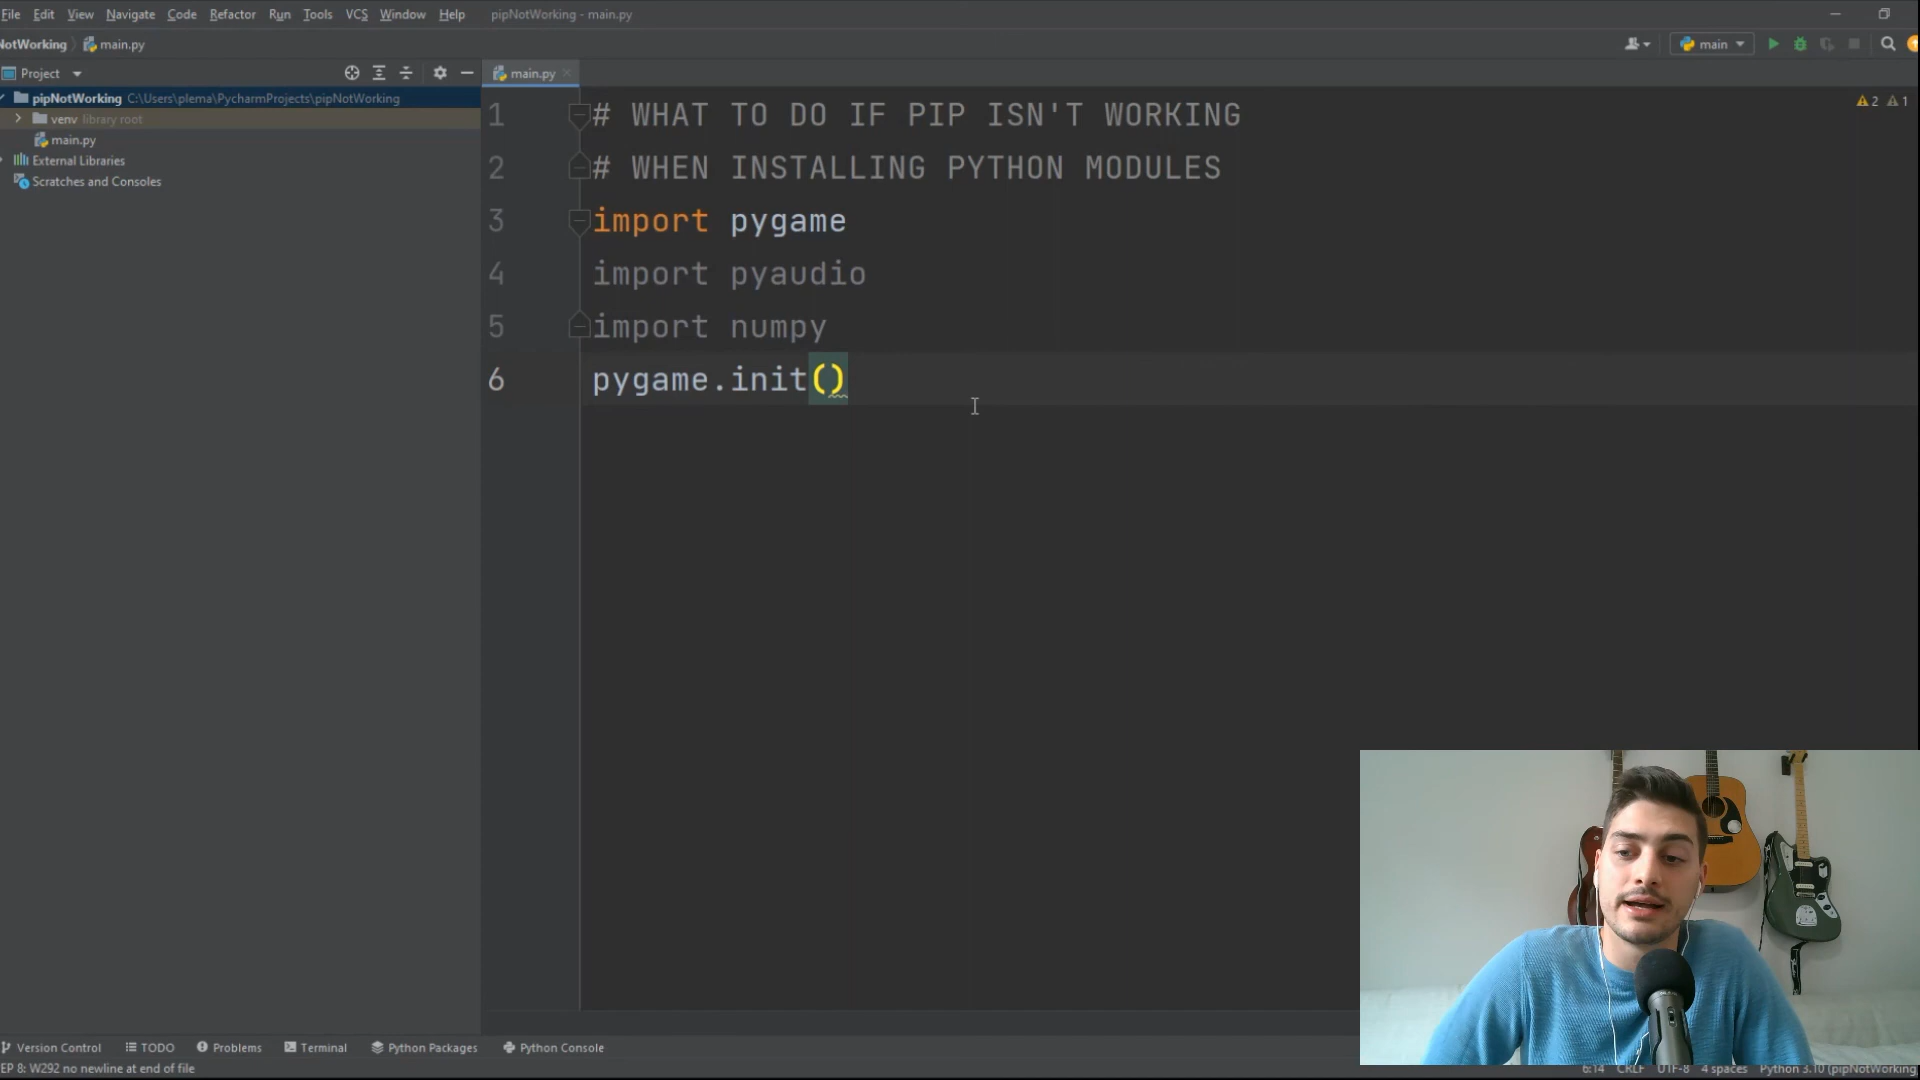 File Edit View Navigate Code Refactor Run Tools VCS Window Help pipNotWorking - main.py
NotWorking main.py
main
Project
main.py
pipNotWorking C:\Users\plema\PycharmProjects\pipNotWorking
venv library root
main.py
External Libraries
Scratches and Consoles
2 1
1 # WHAT TO DO IF PIP ISN'T WORKING
2 # WHEN INSTALLING PYTHON MODULES
3 import pygame
4 import pyaudio
5 import numpy
6 pygame.init()
Version Control TODO Problems Terminal Python Packages Python Console
EP 8: W292 no newline at end of file
6:14 CRLF UTF-8 4 spaces Python 3.10 (pipNotWorking